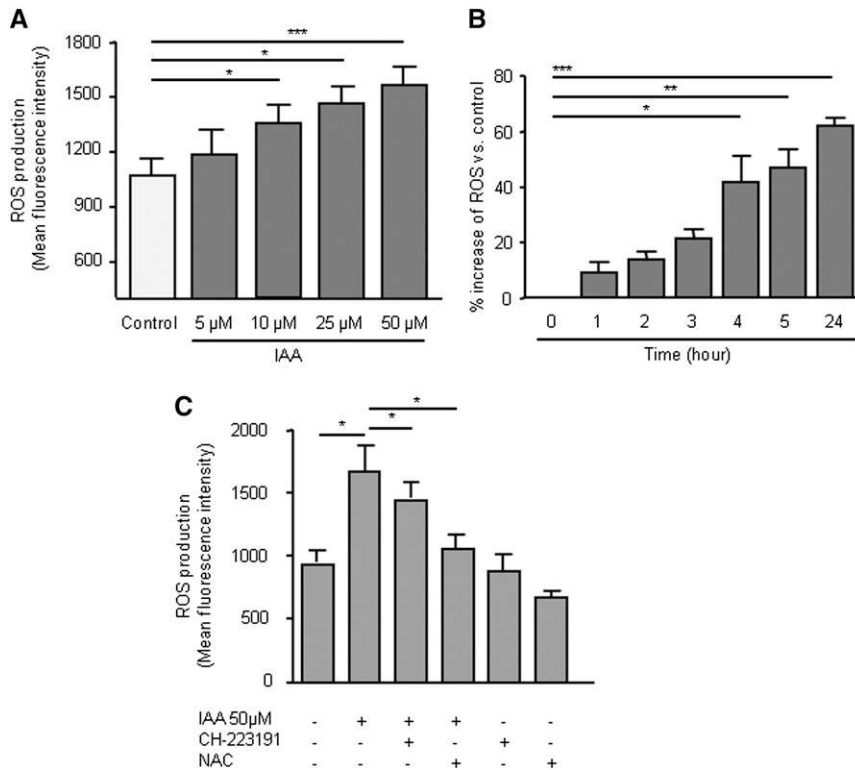 A
ROS production
(Mean fluorescence intensity)
1800
1500
1200
900
600
***
*
*
Control 5 µM 10 µM 25 µM 50 µM
IAA
B
% increase of ROS vs. control
80
60
40
20
0
***
**
*
0 1 2 3 4 5 24
Time (hour)
C
ROS production
(Mean fluorescence intensity)
2000
1500
1000
500
0
*
* *
IAA 50µM - + + + - -
CH-223191 - - + - + -
NAC - - - + - +